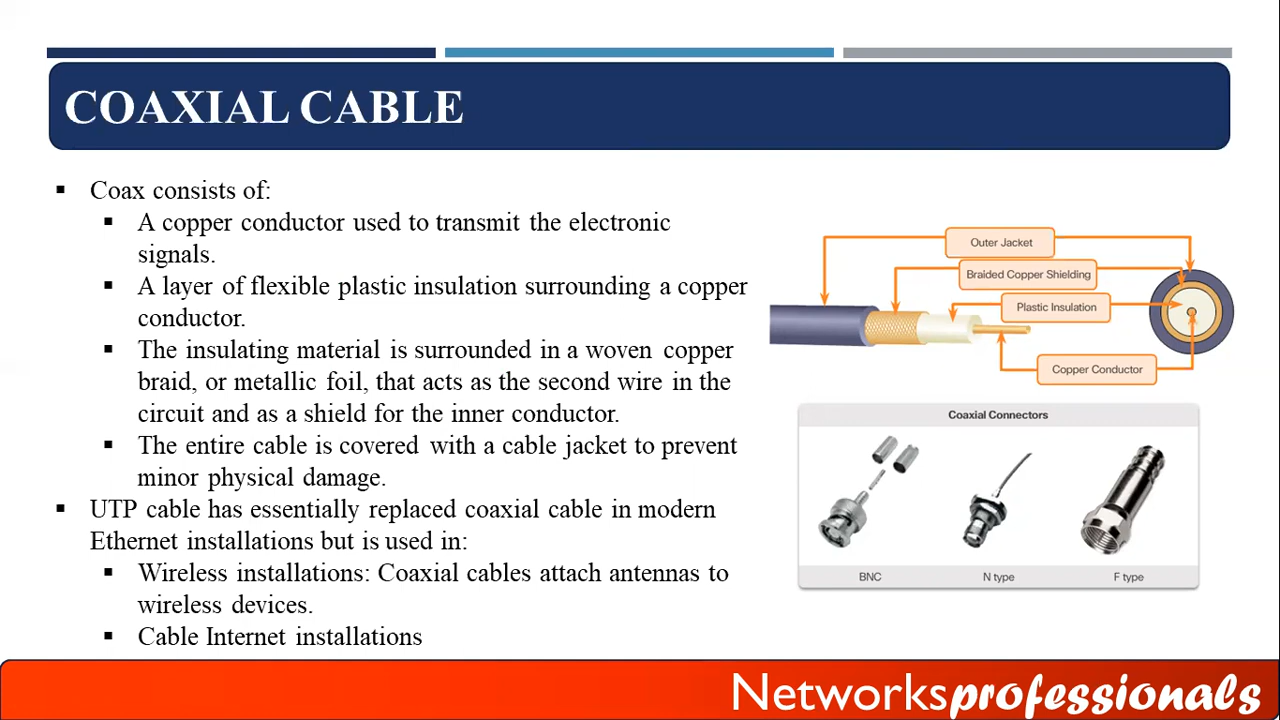 COAXIAL CABLE
▪ Coax consists of:
▪ A copper conductor used to transmit the electronic
signals.
▪ A layer of flexible plastic insulation surrounding a copper
conductor.
▪ The insulating material is surrounded in a woven copper
braid, or metallic foil, that acts as the second wire in the
circuit and as a shield for the inner conductor.
▪ The entire cable is covered with a cable jacket to prevent
minor physical damage.
▪ UTP cable has essentially replaced coaxial cable in modern
Ethernet installations but is used in:
▪ Wireless installations: Coaxial cables attach antennas to
wireless devices.
▪ Cable Internet installations
Outer Jacket
Braided Copper Shielding
Plastic Insulation
Copper Conductor
Coaxial Connectors
BNC
N type
F type
Networksprofessionals